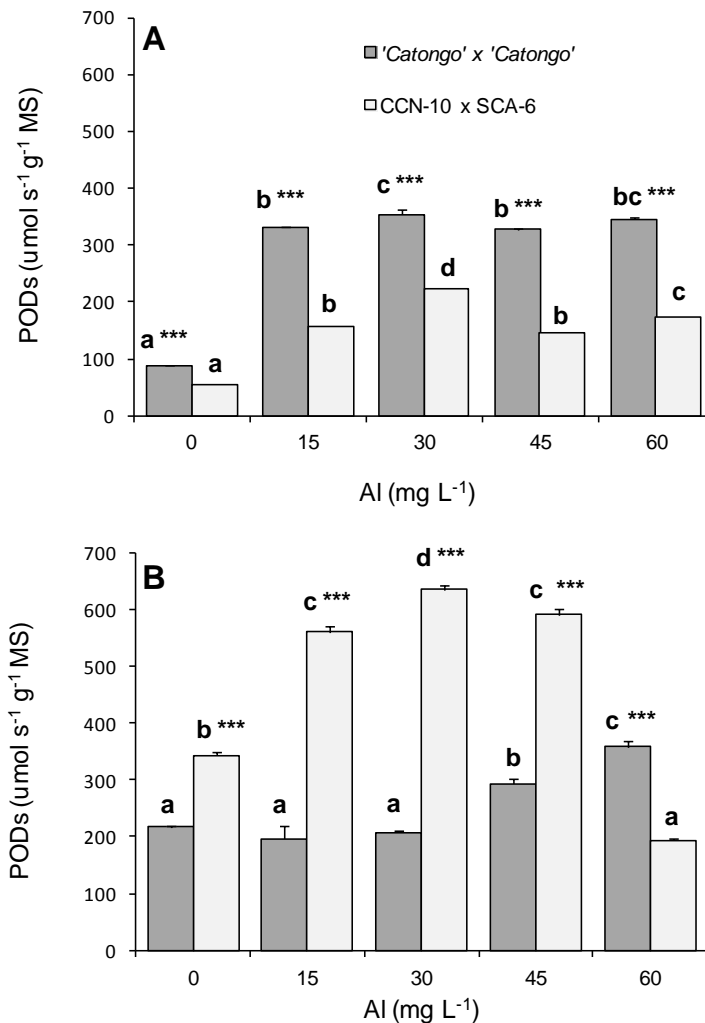 A
700
600
500
400
300
200
100
0
PODs (umol s⁻¹ g⁻¹ MS)
'Catongo' x 'Catongo'
CCN-10 x SCA-6
a *** a b *** b c *** d b *** b bc *** c
0 15 30 45 60
Al (mg L⁻¹)
B
700
600
500
400
300
200
100
0
PODs (umol s⁻¹ g⁻¹ MS)
a b *** a c *** a d *** b c *** c *** a
0 15 30 45 60
Al (mg L⁻¹)